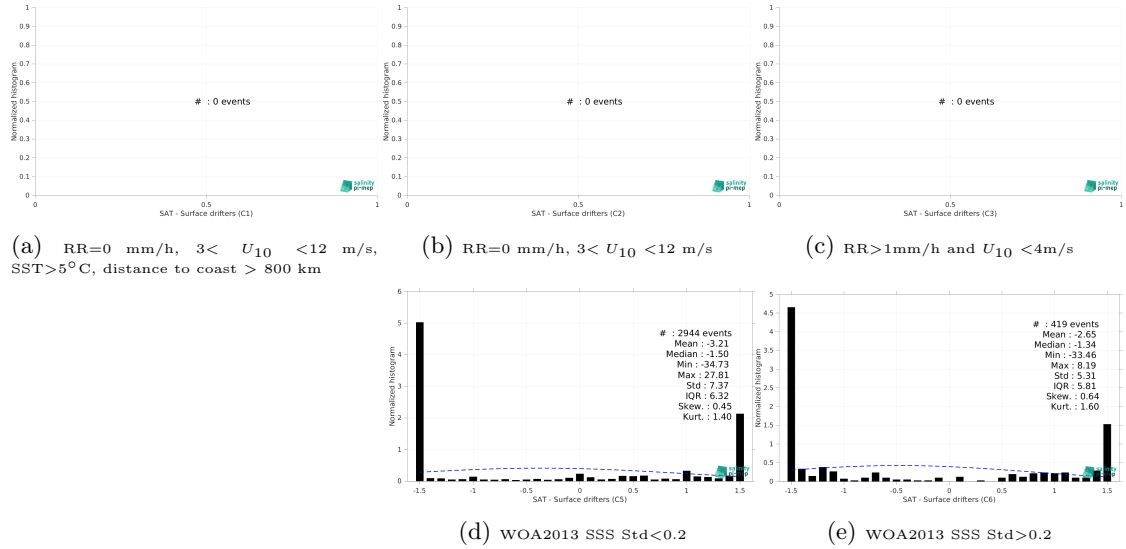 1
0.9
0.8
0.7
0.6
0.5
0.4
0.3
0.2
0.1
0
Normalized histogram
# : 0 events
salinity
pi-mep
0 0.5 1
SAT - Surface drifters (C1)
1
0.9
0.8
0.7
0.6
0.5
0.4
0.3
0.2
0.1
0
Normalized histogram
# : 0 events
salinity
pi-mep
0 0.5 1
SAT - Surface drifters (C2)
1
0.9
0.8
0.7
0.6
0.5
0.4
0.3
0.2
0.1
0
Normalized histogram
# : 0 events
salinity
pi-mep
0 0.5 1
SAT - Surface drifters (C3)
(a) RR=0 mm/h, 3< U10 <12 m/s,
SST>5°C, distance to coast > 800 km
(b) RR=0 mm/h, 3< U10 <12 m/s
(c) RR>1mm/h and U10 <4m/s
6
5
4
3
2
1
0
Normalized histogram
# : 2944 events
Mean : -3.21
Median : -1.50
Min : -34.73
Max : 27.81
Std : 7.37
IQR : 6.32
Skew. : 0.45
Kurt. : 1.40
salinity
pi-mep
-1.5 -1 -0.5 0 0.5 1 1.5
SAT - Surface drifters (C5)
5
4.5
4
3.5
3
2.5
2
1.5
1
0.5
0
Normalized histogram
# : 419 events
Mean : -2.65
Median : -1.34
Min : -33.46
Max : 8.19
Std : 5.31
IQR : 5.81
Skew. : 0.64
Kurt. : 1.60
salinity
pi-mep
-1.5 -1 -0.5 0 0.5 1 1.5
SAT - Surface drifters (C6)
(d) WOA2013 SSS Std<0.2
(e) WOA2013 SSS Std>0.2